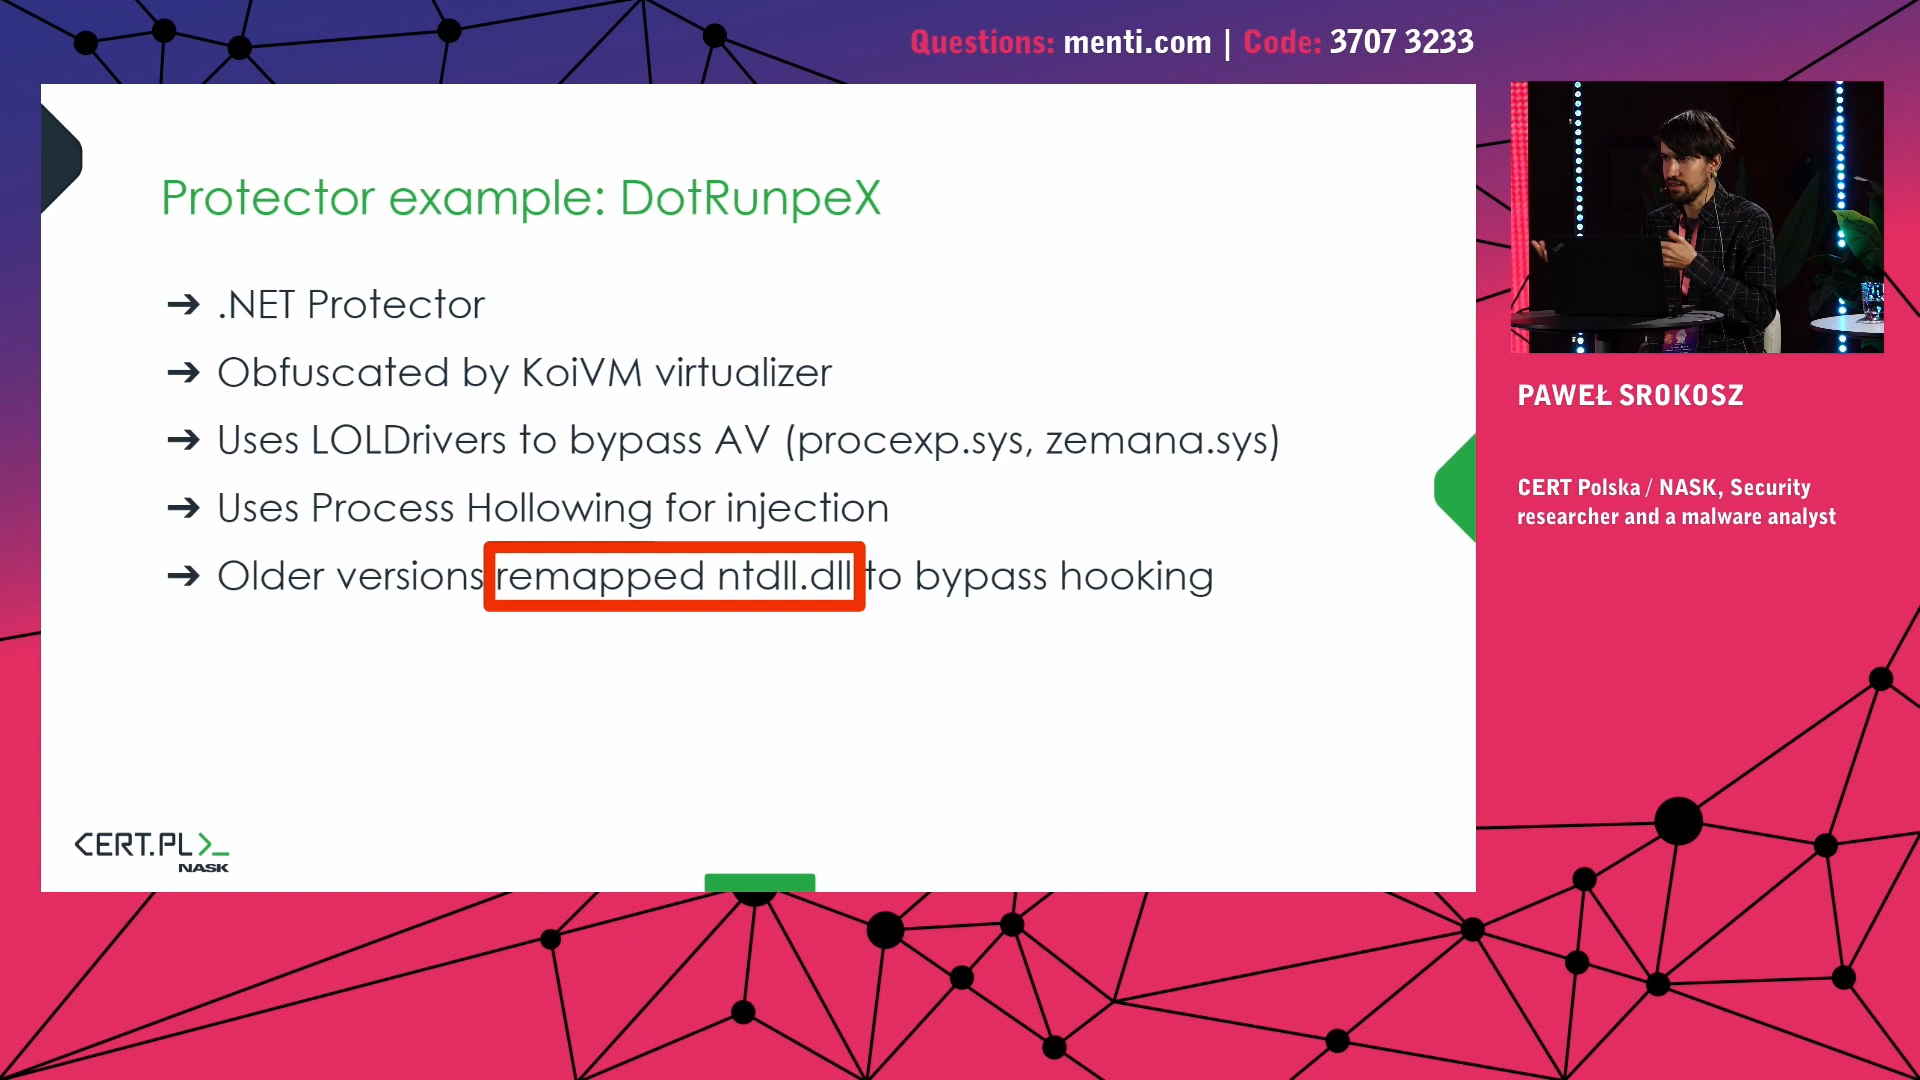 Questions: menti.com | Code: 3707 3233
Protector example: DotRunpeX
➔ .NET Protector
➔ Obfuscated by KoiVM virtualizer
➔ Uses LOLDrivers to bypass AV (procexp.sys, zemana.sys)
➔ Uses Process Hollowing for injection
➔ Older versions remapped ntdll.dll to bypass hooking
CERT.PL>_
NASK
PAWEŁ SROKOSZ
CERT Polska / NASK, Security
researcher and a malware analyst